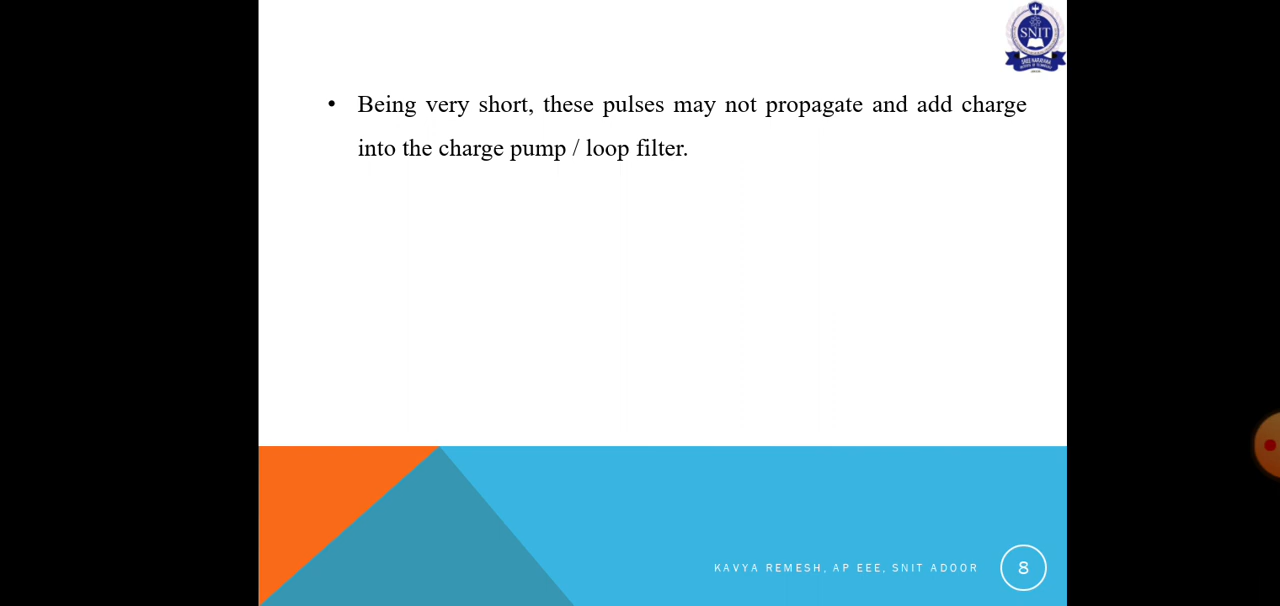 SNIT
• Being very short, these pulses may not propagate and add charge
into the charge pump / loop filter.
KAVYA REMESH, AP EEE, SNIT ADOOR
8